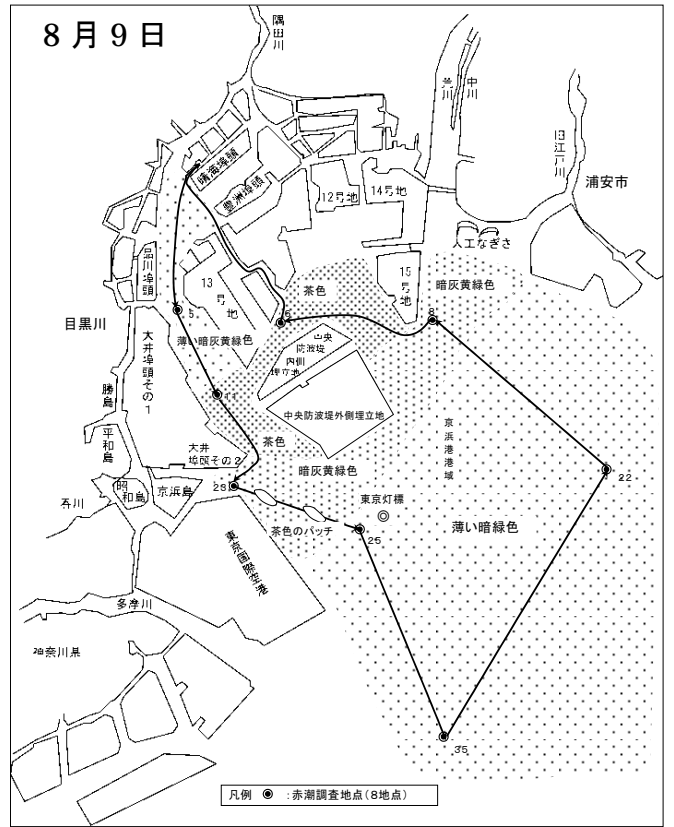 8月9日
隅田川
荒川
中川
旧江戸川
浦安市
晴海埠頭
豊洲埠頭
12号地
14号地
人工なぎさ
品川埠頭
13号地
15号地
茶色
暗灰黄緑色
5
6
8
目黒川
薄い暗灰黄緑色
中央
防波堤
内側
埋立地
大井埠頭その1
勝島
11
中央防波堤外側埋立地
京浜港港域
平和島
大井
埠頭その2
茶色
暗灰黄緑色
22
昭和島
京浜島
23
東京灯標
茶色のパッチ
25
薄い暗緑色
東京国際空港
多摩川
神奈川県
35
凡例 ◉ :赤潮調査地点(8地点)